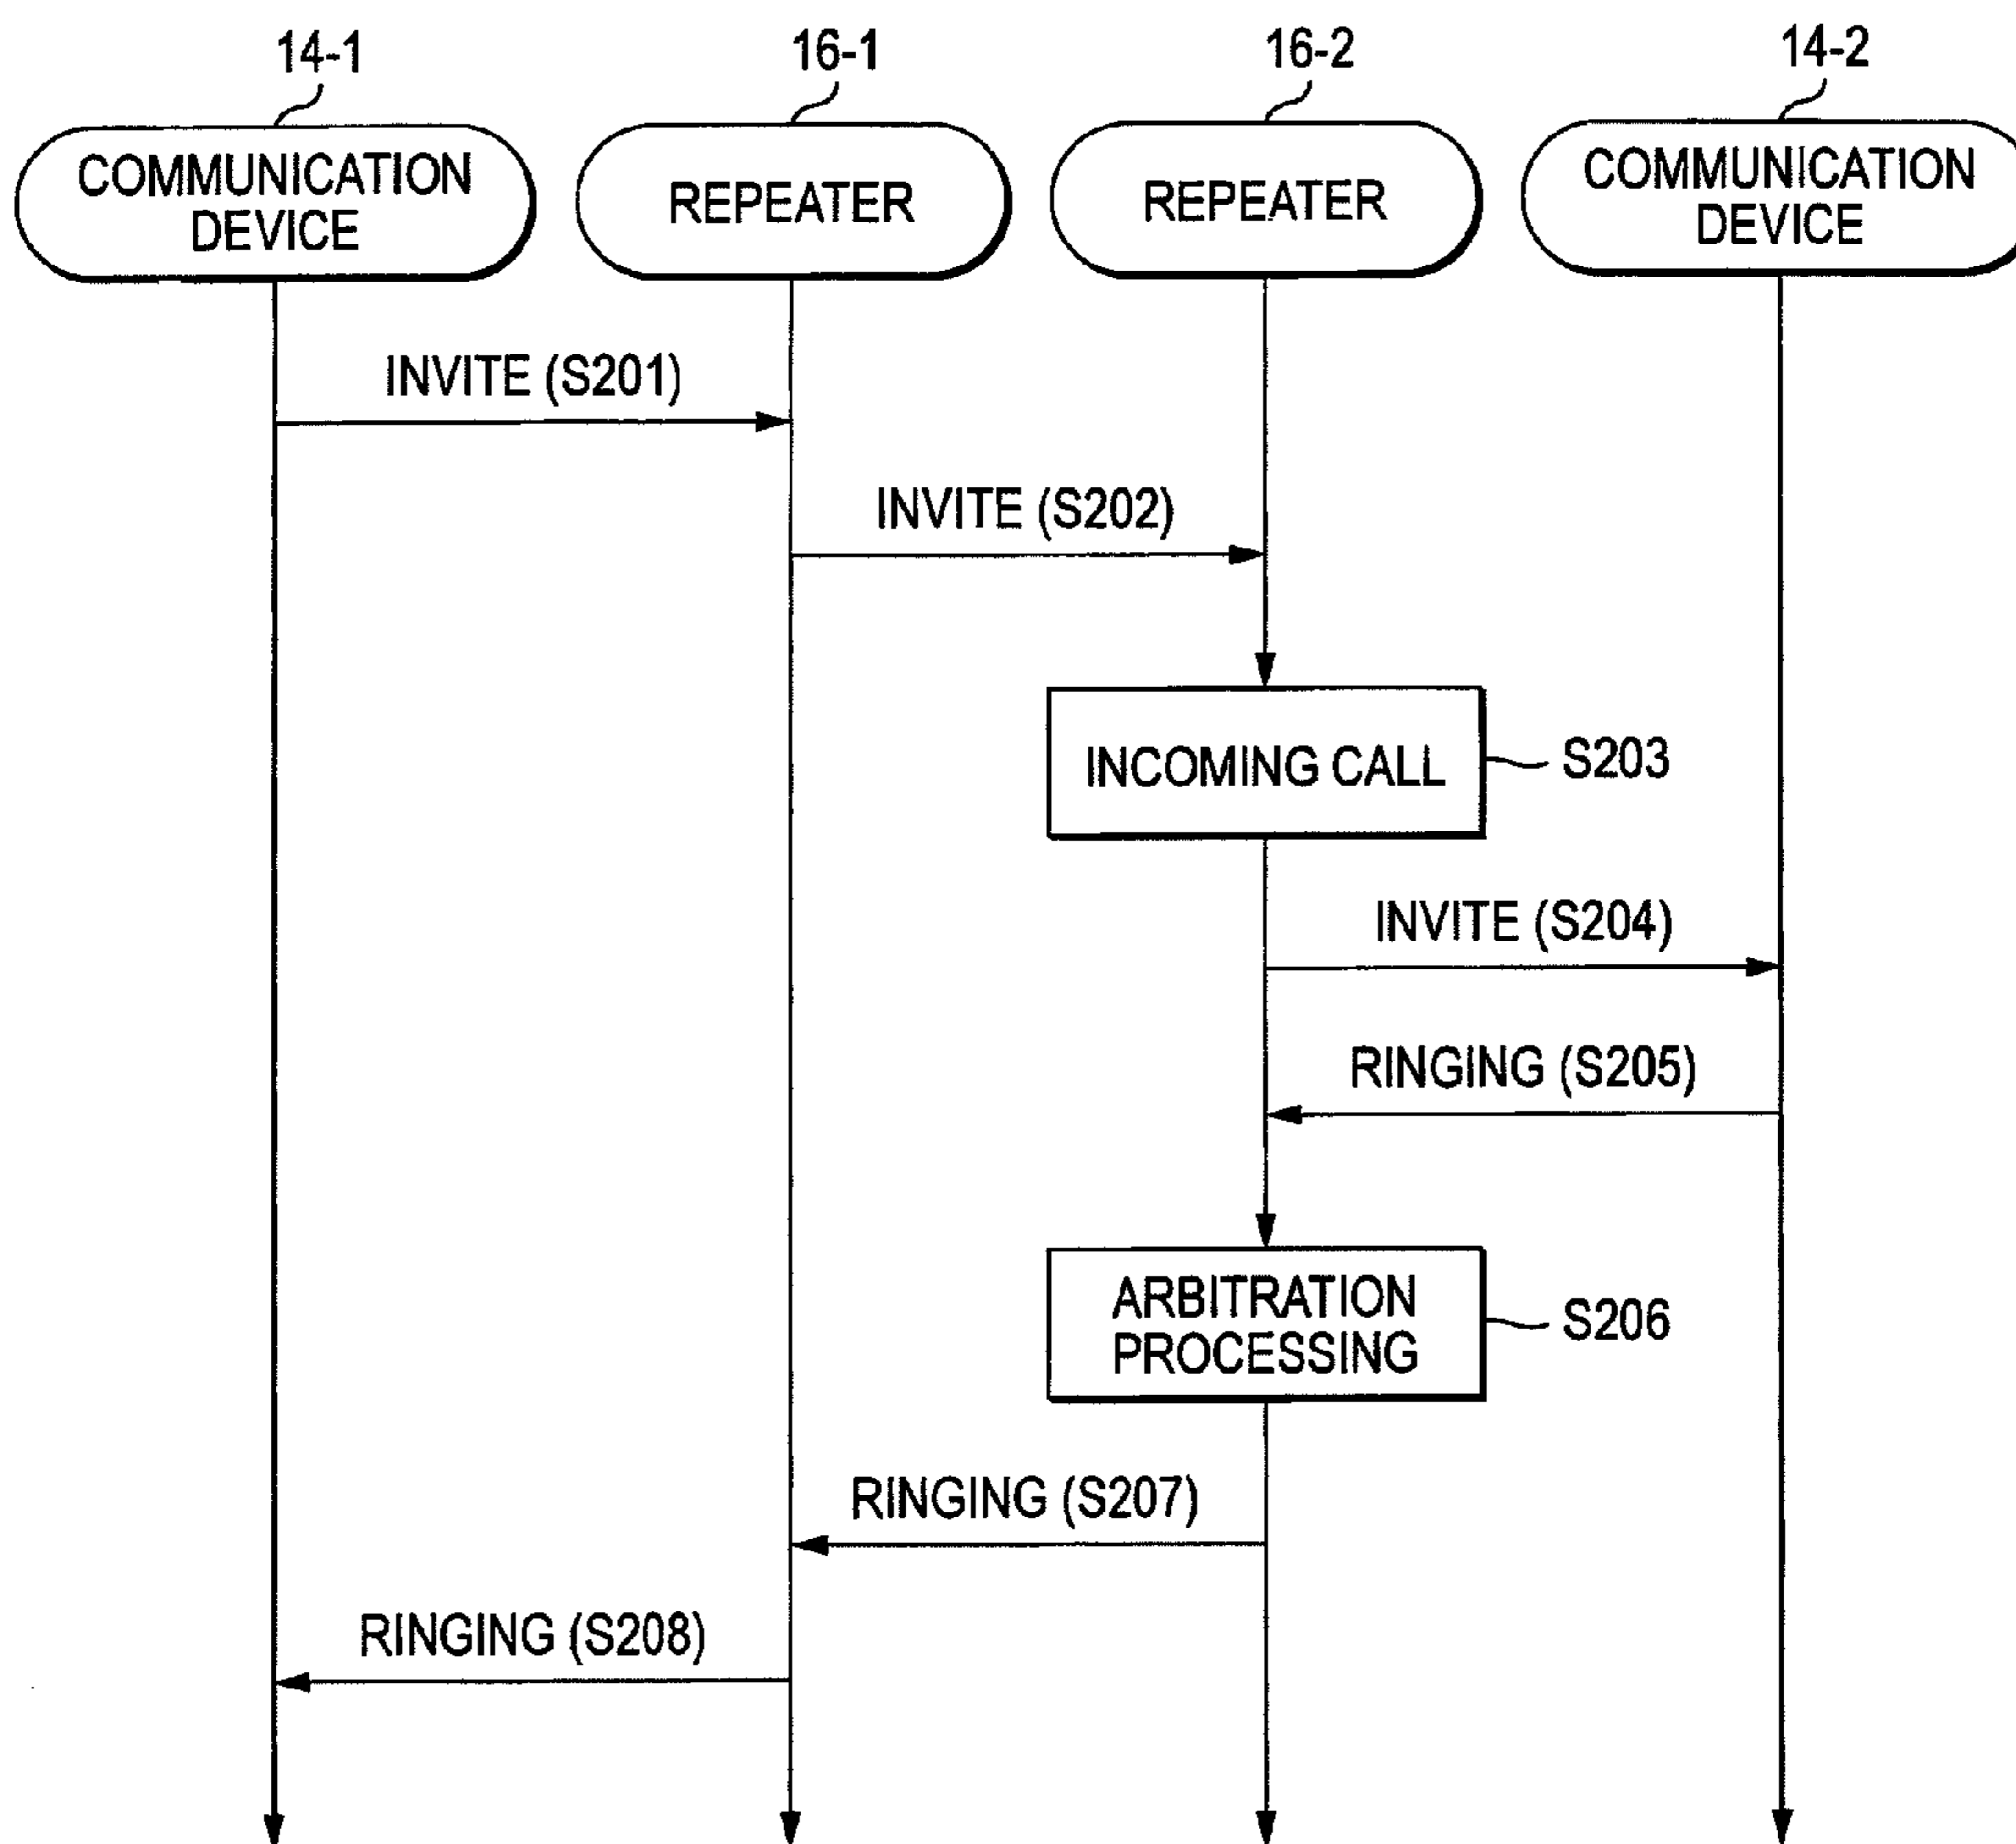 14-1
16-1
16-2
14-2
COMMUNICATION
DEVICE
REPEATER
REPEATER
COMMUNICATION
DEVICE
INVITE (S201)
INVITE (S202)
INCOMING CALL
S203
INVITE (S204)
RINGING (S205)
ARBITRATION
PROCESSING
S206
RINGING (S207)
RINGING (S208)